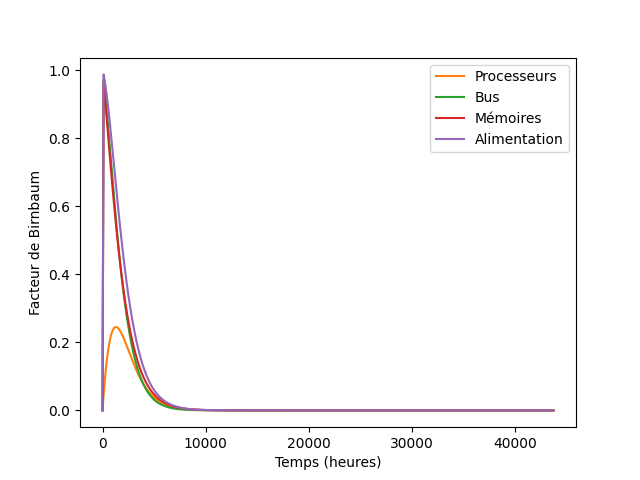 1.0
0.8
0.6
0.4
0.2
0.0
Facteur de Birnbaum
Processeurs
Bus
Mémoires
Alimentation
0 10000 20000 30000 40000
Temps (heures)